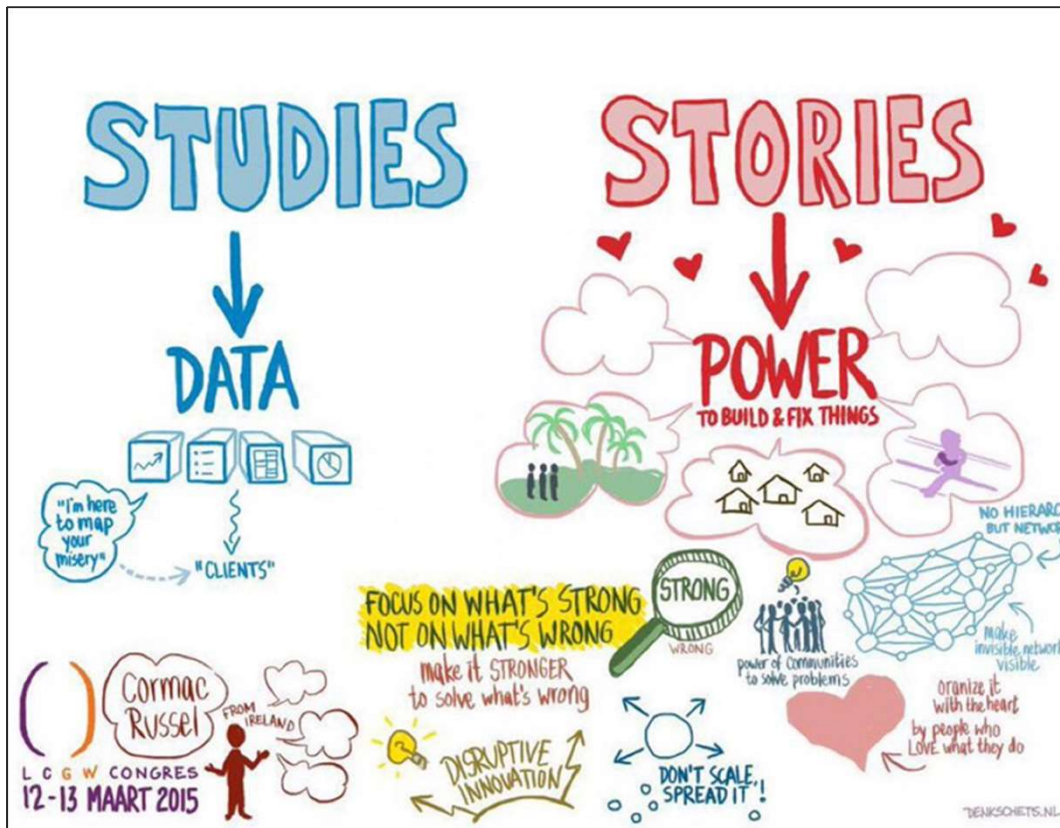 STUDIES
DATA
"I'm here
to map
your
misery"
"CLIENTS"
STORIES
POWER
TO BUILD & FIX THINGS
NO HIERARC
BUT NETWOR
make
invisible network
visible
FOCUS ON WHAT'S STRONG
NOT ON WHAT'S WRONG
make it STRONGER
to solve what's wrong
STRONG
WRONG
power of communities
to solve problems
oranize it
with the heart
by people who
LOVE what they do
Cormac
Russel
FROM
IRELAND
L C G W CONGRES
12-13 MAART 2015
DISRUPTIVE
INNOVATION
DON'T SCALE,
SPREAD IT!
DENKSCHETS.NL